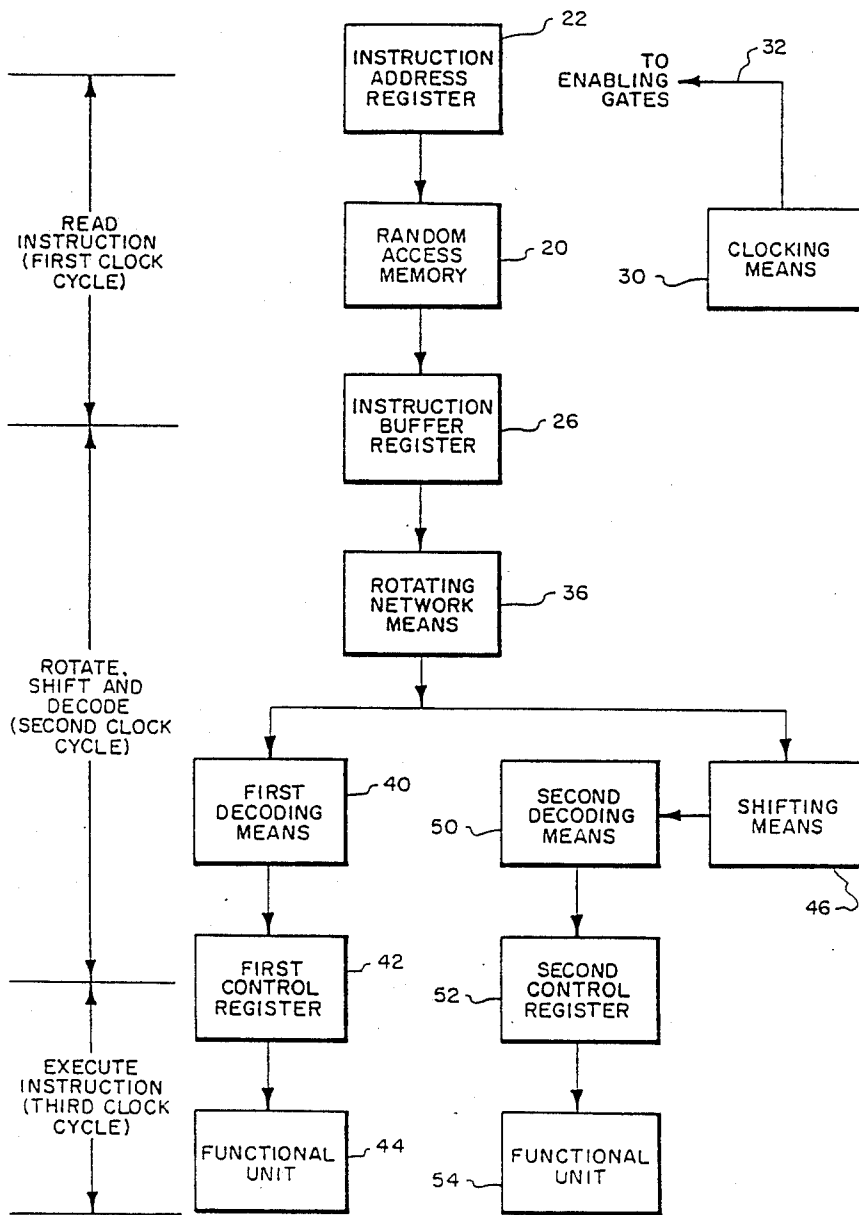 22
INSTRUCTION
ADDRESS
REGISTER
TO
ENABLING
GATES
32
READ
INSTRUCTION
(FIRST CLOCK
CYCLE)
RANDOM
ACCESS
MEMORY
20
CLOCKING
MEANS
30
INSTRUCTION
BUFFER
REGISTER
26
ROTATING
NETWORK
MEANS
36
ROTATE,
SHIFT AND
DECODE
(SECOND CLOCK
CYCLE)
FIRST
DECODING
MEANS
40
SECOND
DECODING
MEANS
50
SHIFTING
MEANS
46
FIRST
CONTROL
REGISTER
42
SECOND
CONTROL
REGISTER
52
EXECUTE
INSTRUCTION
(THIRD CLOCK
CYCLE)
FUNCTIONAL
UNIT
44
FUNCTIONAL
UNIT
54